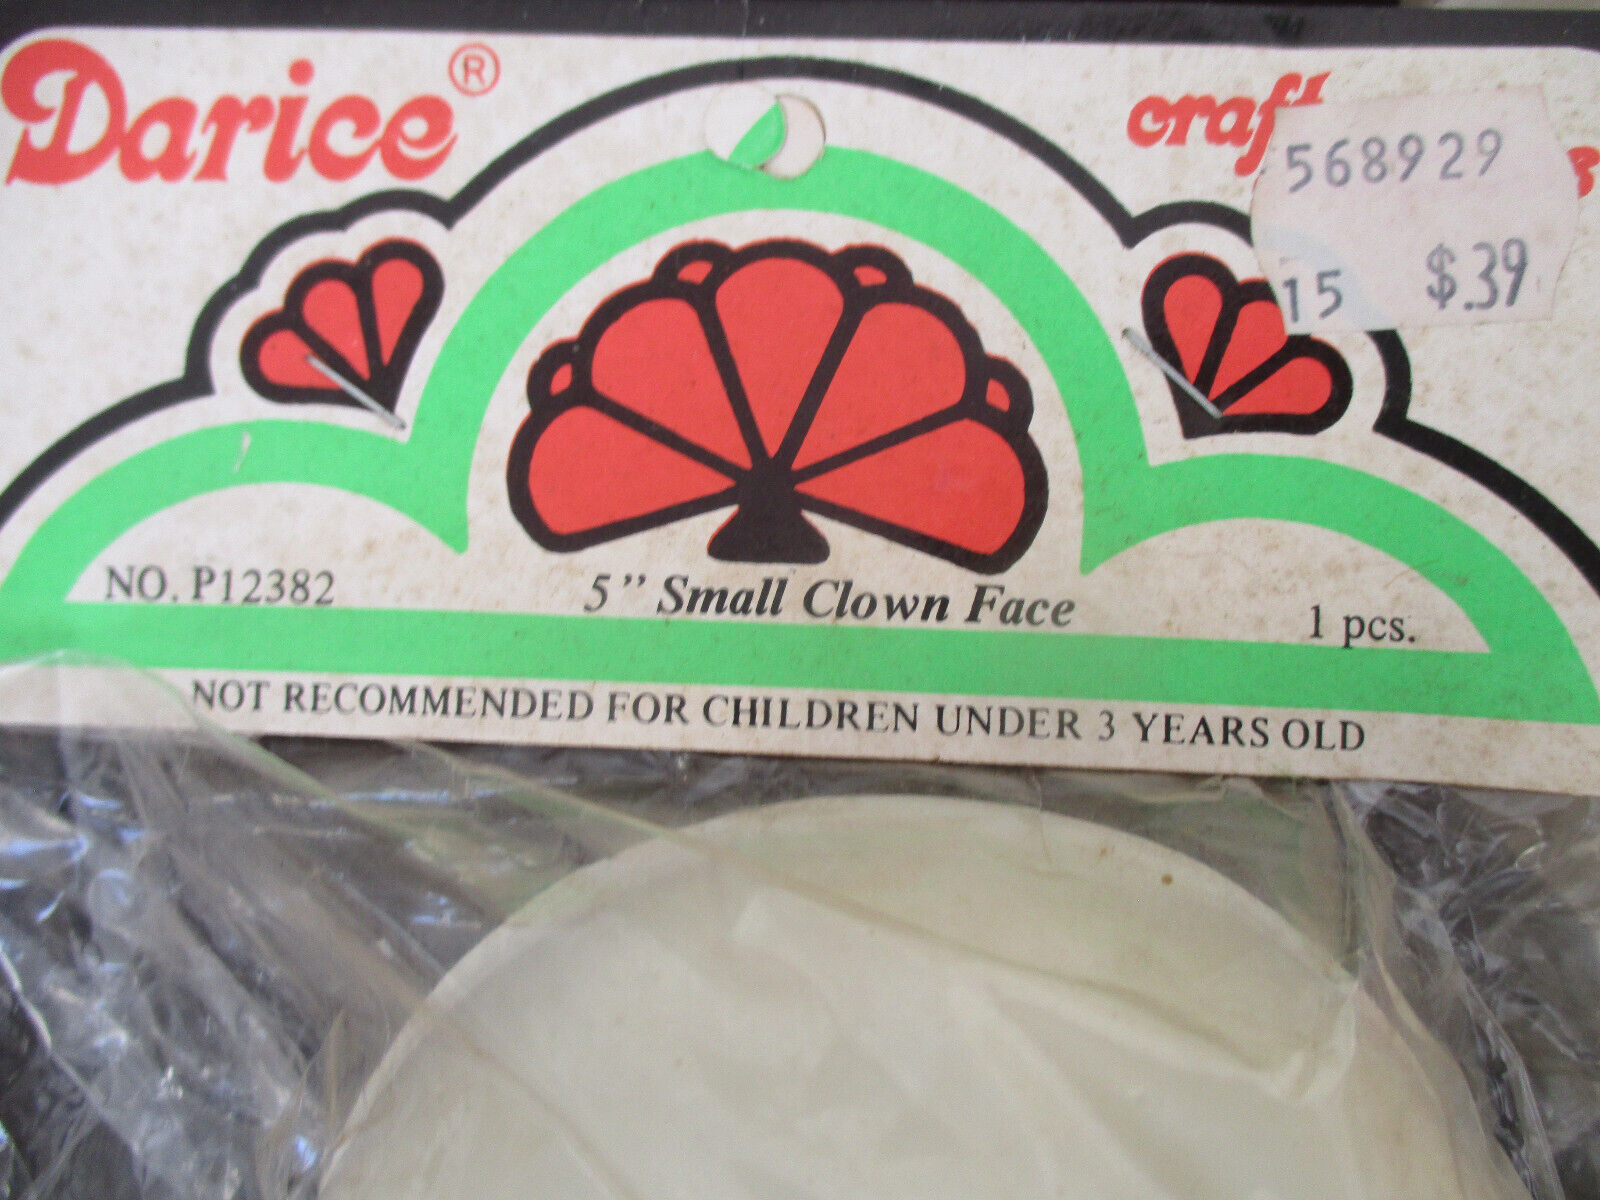 Darice®
568929
15 $.39
NO. P12382
5" Small Clown Face
1 pcs.
NOT RECOMMENDED FOR CHILDREN UNDER 3 YEARS OLD